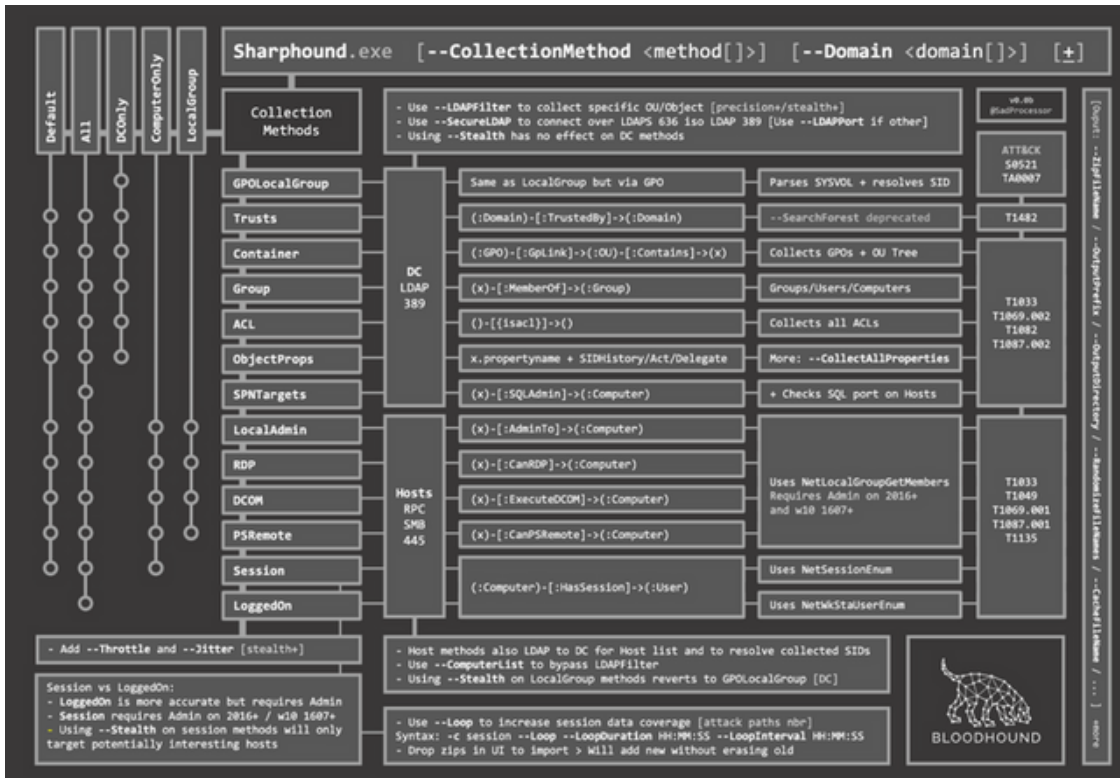 Sharphound.exe [--CollectionMethod <method[]>] [--Domain <domain[]>] [+]
Default
All
DCOnly
ComputerOnly
LocalGroup
Collection
Methods
- Use --LDAPFilter to collect specific OU/Object [precision+/stealth+]
- Use --SecureLDAP to connect over LDAPS 636 iso LDAP 389 [Use --LDAPPort if other]
- Using --Stealth has no effect on DC methods
v0.0b
@SadProcessor
ATT&CK
S0521
TA0007
GPOLocalGroup
Same as LocalGroup but via GPO
Parses SYSVOL + resolves SID
Trusts
(:Domain)-[:TrustedBy]->(:Domain)
--SearchForest deprecated
T1482
Container
(:GPO)-[:GpLink]->(:OU)-[:Contains]->(x)
Collects GPOs + OU Tree
DC
LDAP
389
Group
(x)-[:MemberOf]->(:Group)
Groups/Users/Computers
ACL
()-[{isacl}]->()
Collects all ACLs
T1033
T1069.002
T1082
T1087.002
ObjectProps
x.propertyname + SIDHistory/Act/Delegate
More: --CollectAllProperties
SPNTargets
(x)-[:SQLAdmin]->(:Computer)
+ Checks SQL port on Hosts
LocalAdmin
(x)-[:AdminTo]->(:Computer)
RDP
(x)-[:CanRDP]->(:Computer)
Hosts
RPC
SMB
445
Uses NetLocalGroupGetMembers
Requires Admin on 2016+
and w10 1607+
T1033
T1049
T1069.001
T1087.001
T1135
DCOM
(x)-[:ExecuteDCOM]->(:Computer)
PSRemote
(x)-[:CanPSRemote]->(:Computer)
Session
(:Computer)-[:HasSession]->(:User)
Uses NetSessionEnum
LoggedOn
Uses NetWkStaUserEnum
- Add --Throttle and --Jitter [stealth+]
- Host methods also LDAP to DC for Host list and to resolve collected SIDs
- Use --ComputerList to bypass LDAPFilter
- Using --Stealth on LocalGroup methods reverts to GPOLocalGroup [DC]
Session vs LoggedOn:
- LoggedOn is more accurate but requires Admin
- Session requires Admin on 2016+ / w10 1607+
- Using --Stealth on session methods will only
target potentially interesting hosts
- Use --Loop to increase session data coverage [attack paths nbr]
Syntax: -c session --Loop --LoopDuration HH:MM:SS --LoopInterval HH:MM:SS
- Drop zips in UI to import > Will add new without erasing old
BLOODHOUND
--ZipFileName / --OutputPrefix / --OutputDirectory / --RandomizeFileNames / --CacheFileName / ... ] +more